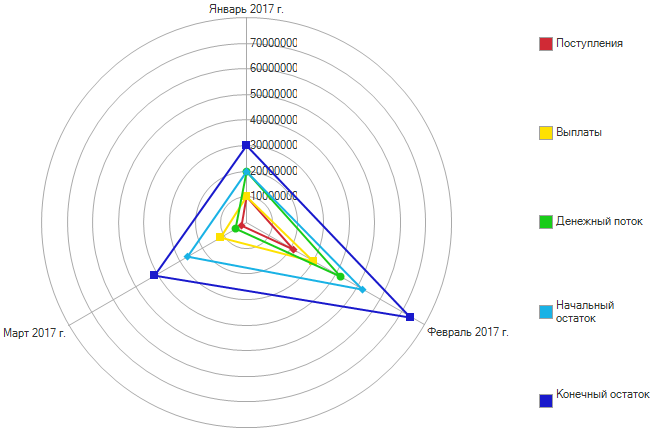 Январь 2017 г.
70000000
60000000
50000000
40000000
30000000
20000000
10000000
Февраль 2017 г.
Март 2017 г.
Поступления
Выплаты
Денежный поток
Начальный
остаток
Конечный остаток